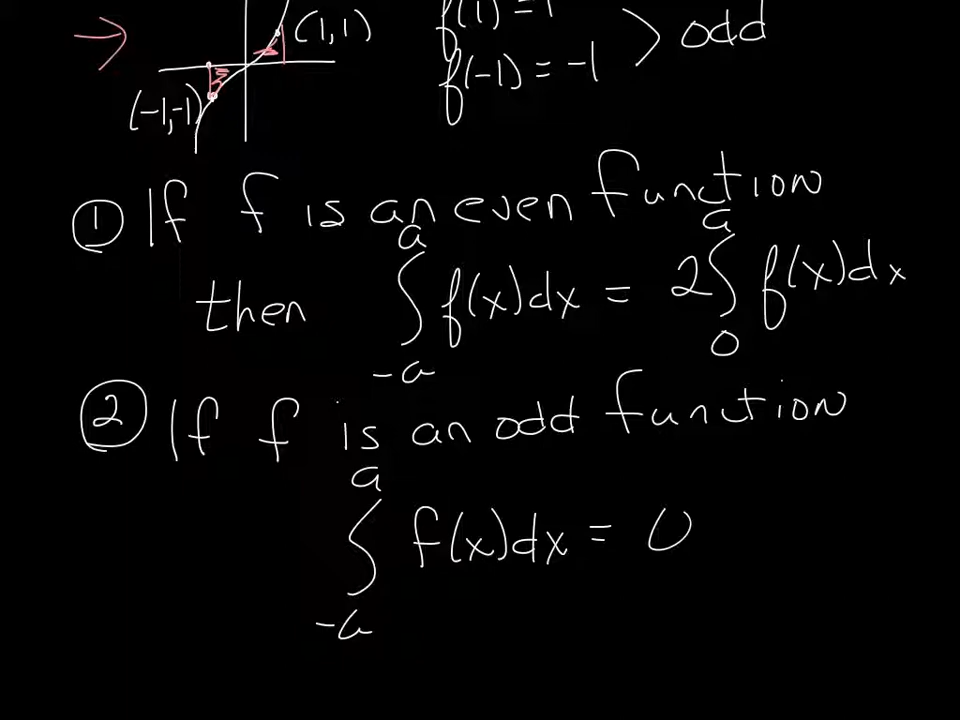 (1,1) f(1) = 1
(-1,-1) f(-1) = -1 > odd
① If f is an even function
then ∫_{-a}^{a} f(x)dx = 2∫_{0}^{a} f(x)dx
② If f is an odd function
∫_{-a}^{a} f(x)dx = 0